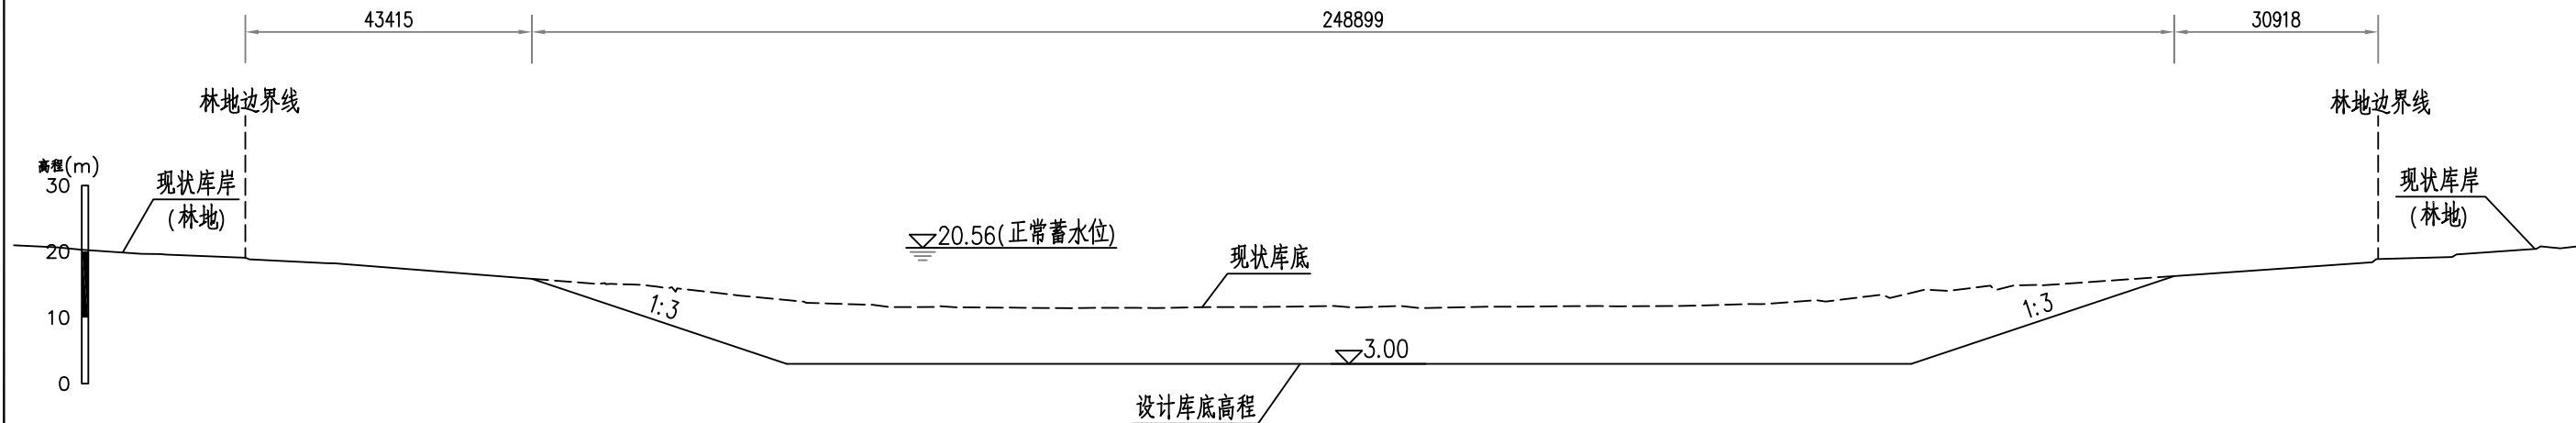 43415
248899
30918
林地边界线
林地边界线
高程(m)
30
20
10
0
现状库岸
(林地)
20.56(正常蓄水位)
现状库底
现状库岸
(林地)
1:3
1:3
3.00
设计库底高程